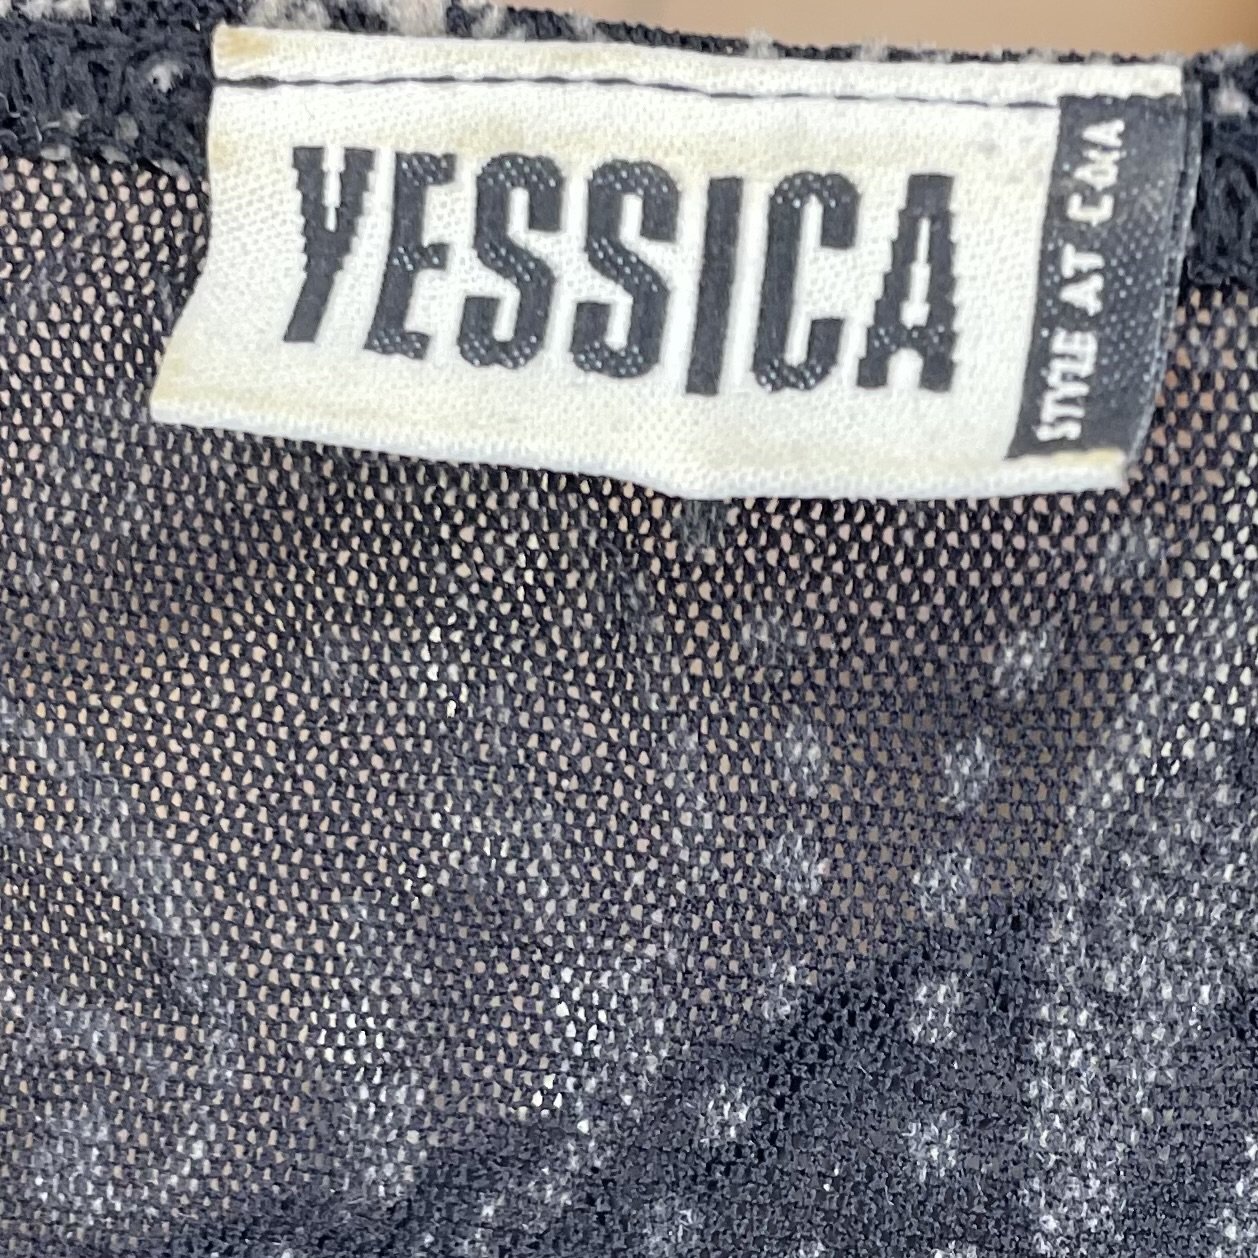 YESSICA
STYLE AT C&A